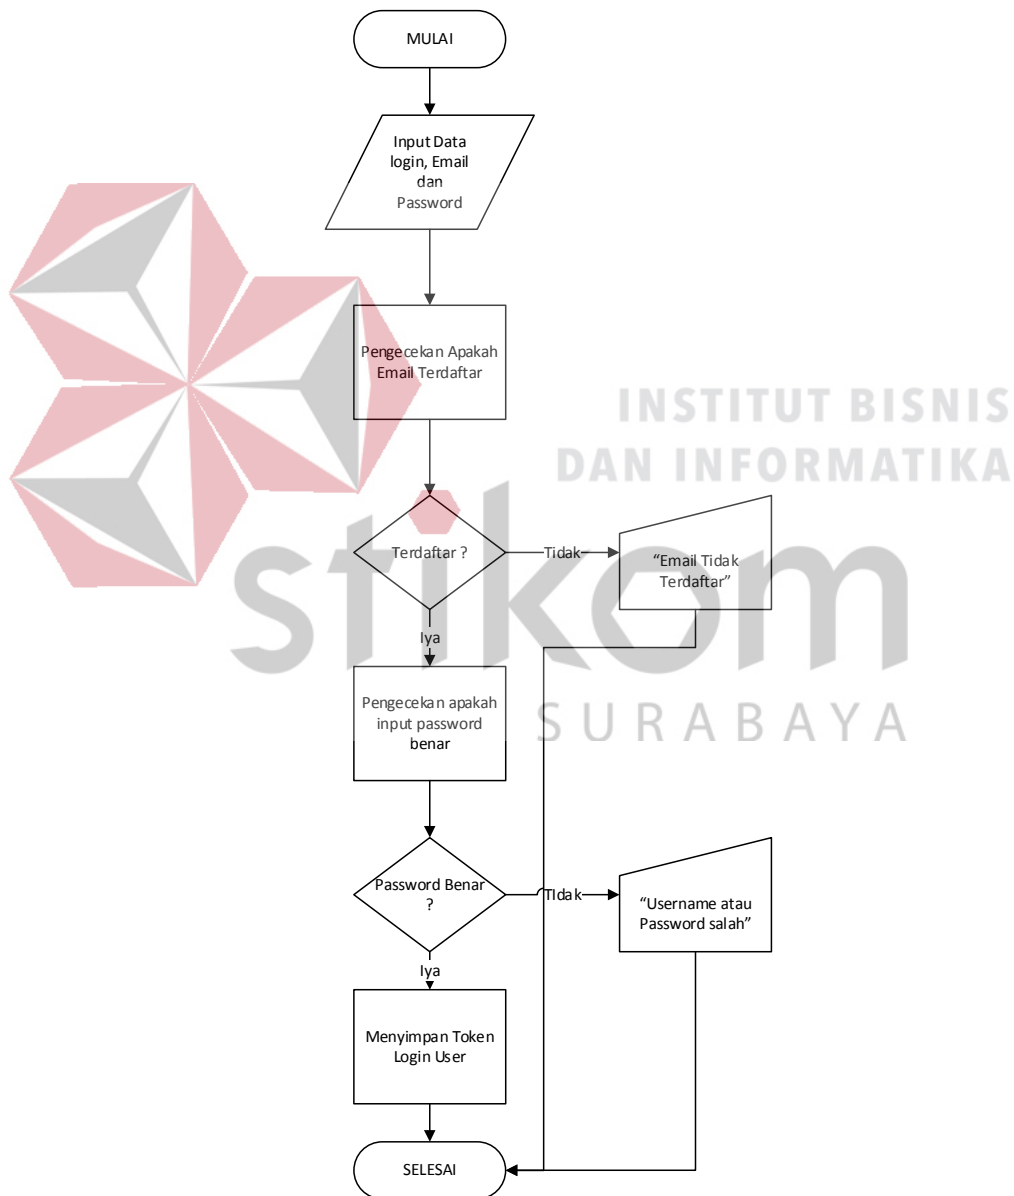 MULAI
Input Data
login, Email
dan
Password
Pengecekan Apakah
Email Terdaftar
INSTITUT BISNIS
DAN INFORMATIKA
Terdaftar ?
Tidak
“Email Tidak
Terdaftar”
stikom
SURABAYA
Iya
Pengecekan apakah
input password
benar
Password Benar
?
TIdak
“Username atau
Password salah”
Iya
Menyimpan Token
Login User
SELESAI